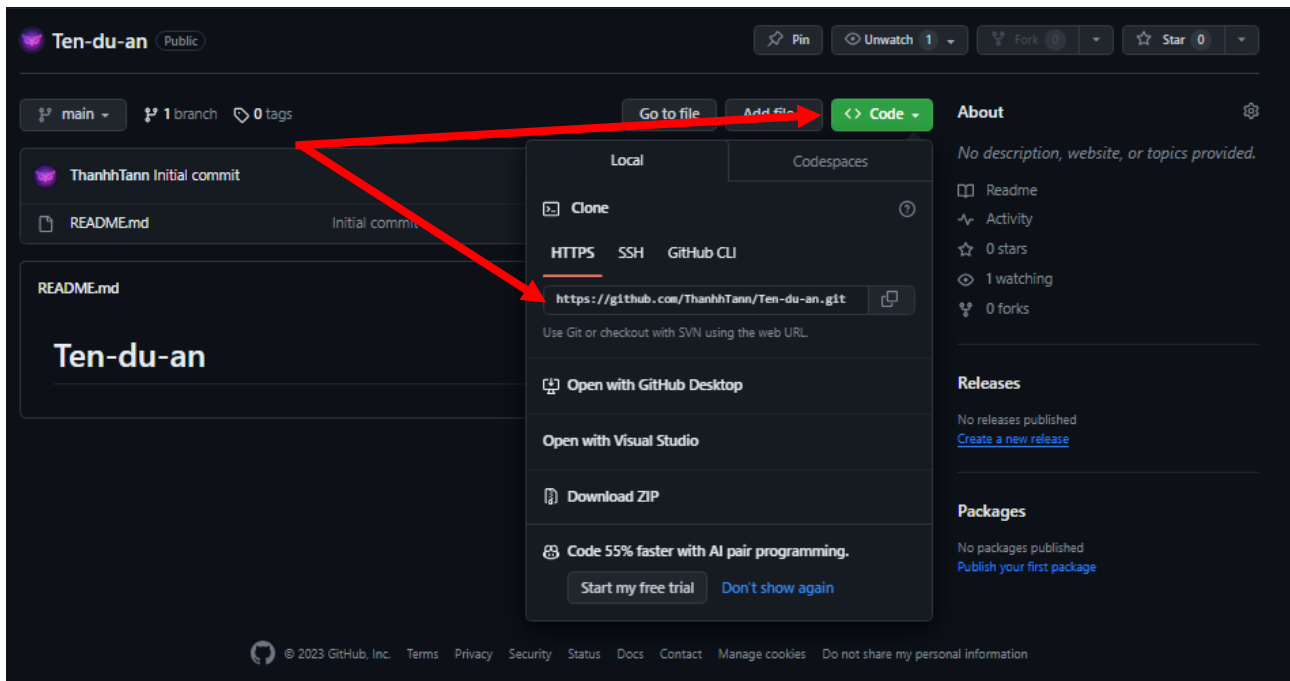 Ten-du-an Public
Pin Unwatch 1 Fork 0 Star 0
main 1 branch 0 tags Go to file Add file Code
ThanhhTann Initial commit
README.md Initial commit
README.md
Ten-du-an
Local Codespaces
Clone
HTTPS SSH GitHub CLI
https://github.com/ThanhhTann/Ten-du-an.git
Use Git or checkout with SVN using the web URL.
Open with GitHub Desktop
Open with Visual Studio
Download ZIP
Code 55% faster with AI pair programming.
Start my free trial Don't show again
About
No description, website, or topics provided.
Readme
Activity
0 stars
1 watching
0 forks
Releases
No releases published
Create a new release
Packages
No packages published
Publish your first package
© 2023 GitHub, Inc. Terms Privacy Security Status Docs Contact Manage cookies Do not share my personal information